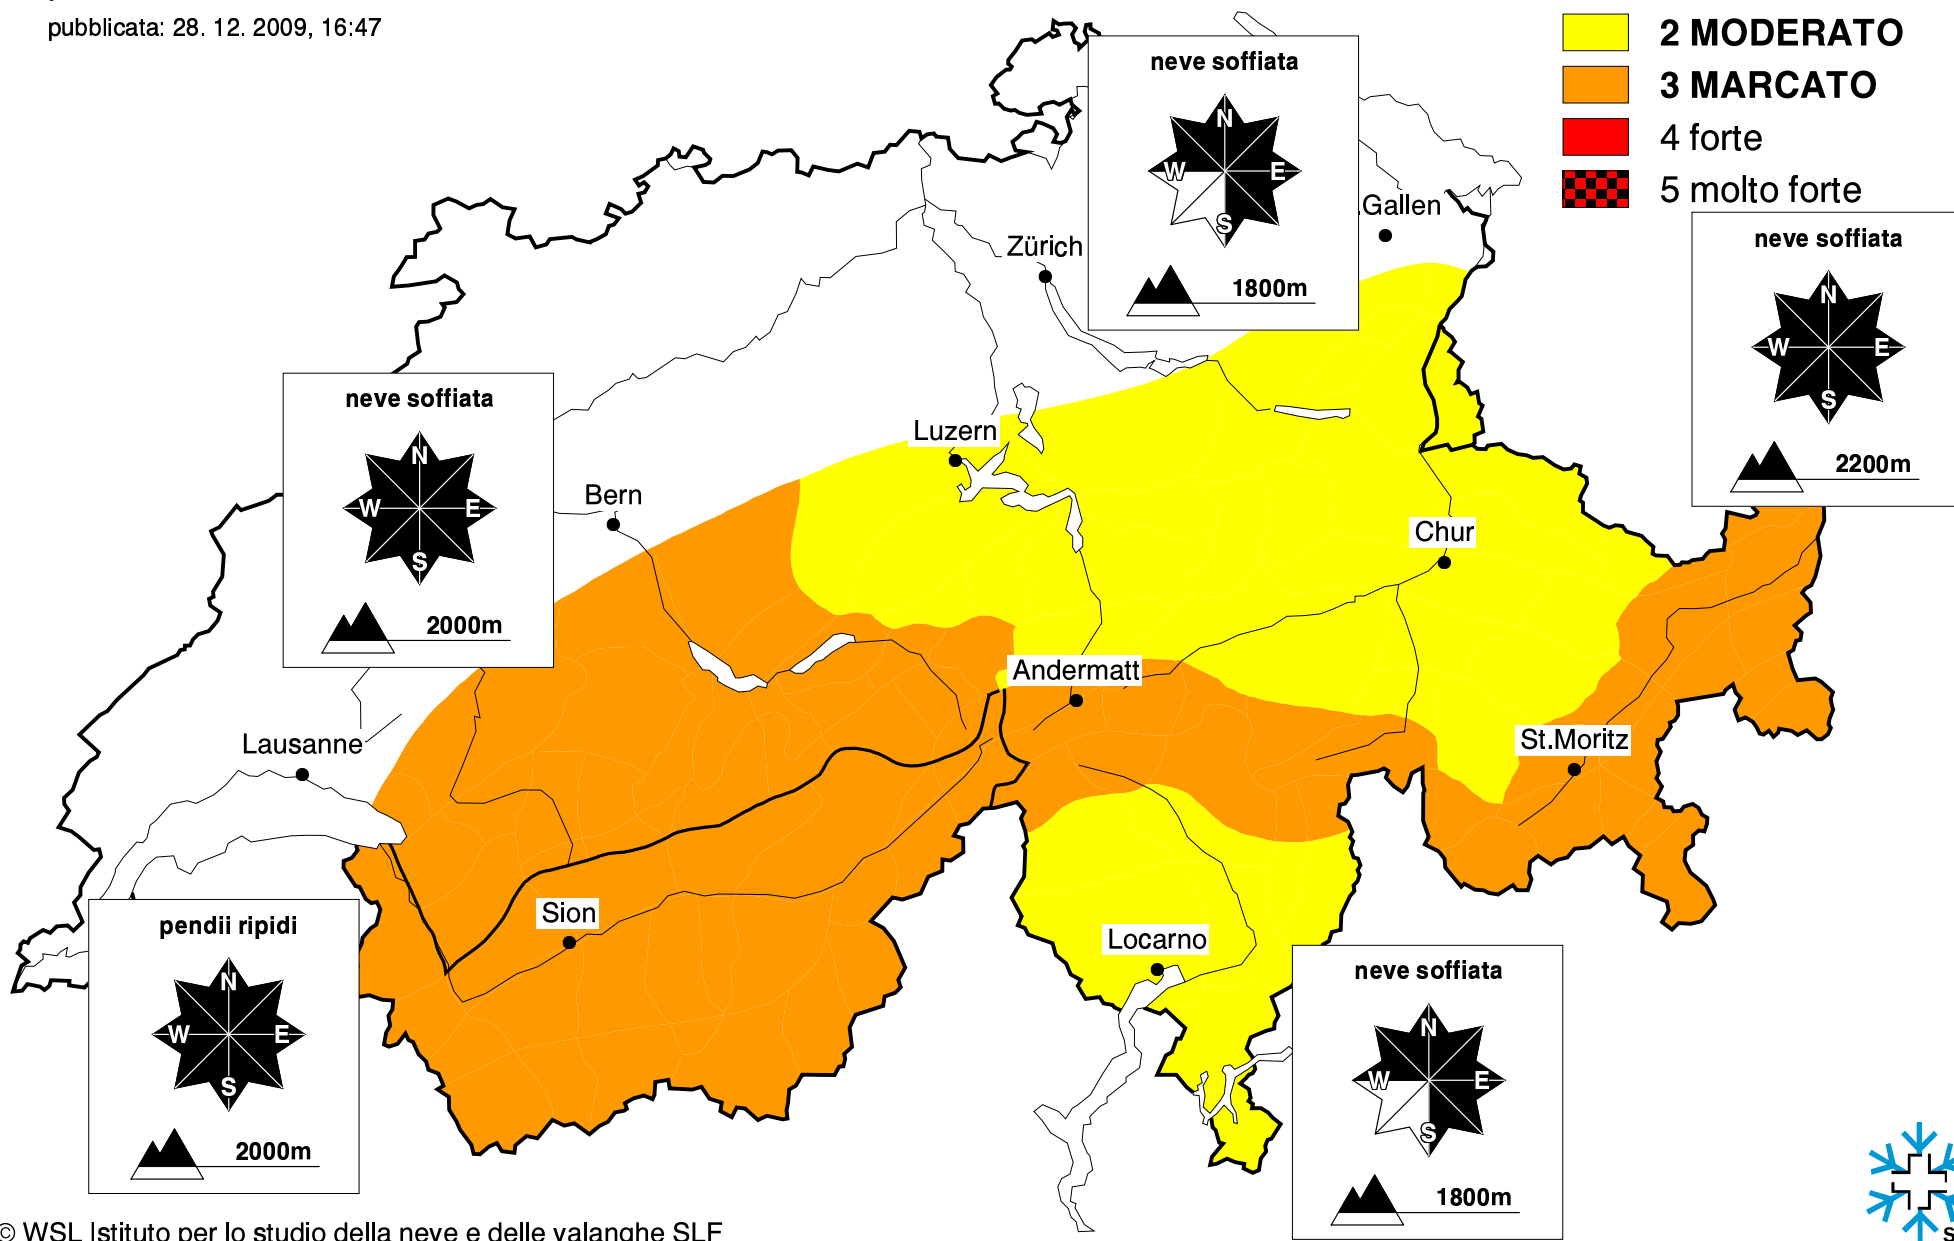 pubblicata: 28. 12. 2009, 16:47
2 MODERATO
3 MARCATO
4 forte
5 molto forte
neve soffiata
N
W
E
S
1800m
.Gallen
Zürich
neve soffiata
N
W
E
S
2200m
neve soffiata
N
W
E
S
2000m
Luzern
Bern
Chur
Andermatt
Lausanne
St.Moritz
Sion
Locarno
pendii ripidi
N
W
E
S
2000m
neve soffiata
N
W
E
S
1800m
© WSL Istituto per lo studio della neve e delle valanghe SLF
S